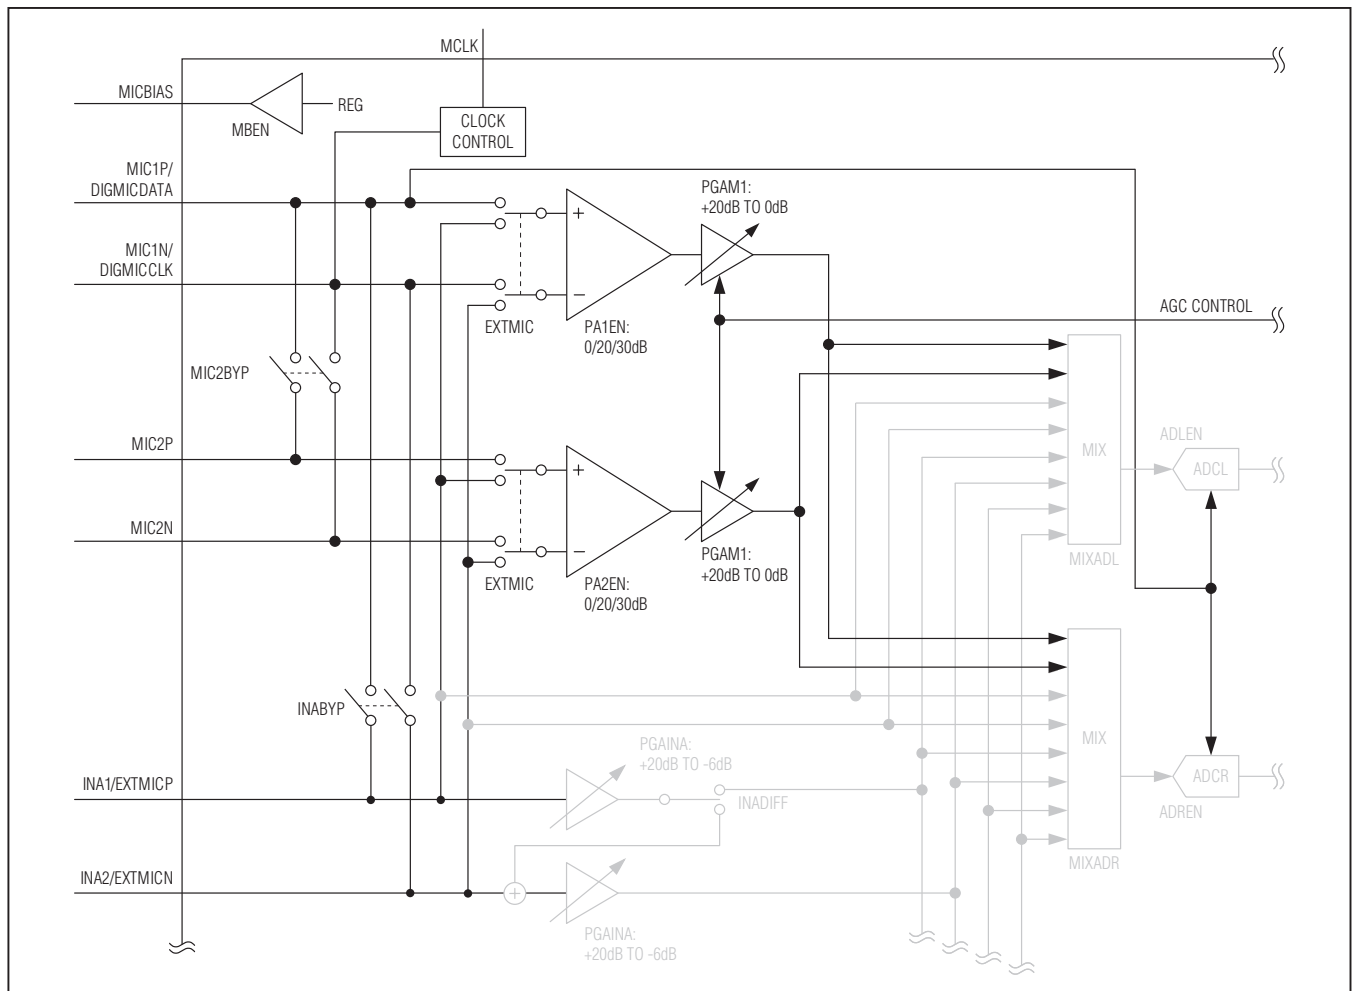 MCLK
MICBIAS
REG
MBEN
CLOCK
CONTROL
MIC1P/
DIGMICDATA
PGAM1:
+20dB TO 0dB
+
MIC1N/
DIGMICCLK
−
EXTMIC
PA1EN:
0/20/30dB
AGC CONTROL
MIC2BYP
MIC2P
+
MIX
ADLEN
ADCL
MIC2N
−
EXTMIC
PA2EN:
0/20/30dB
PGAM1:
+20dB TO 0dB
MIXADL
INABYP
PGAINA:
+20dB TO -6dB
MIX
INA1/EXTMICP
INADIFF
ADCR
ADREN
MIXADR
INA2/EXTMICN
+
PGAINA:
+20dB TO -6dB